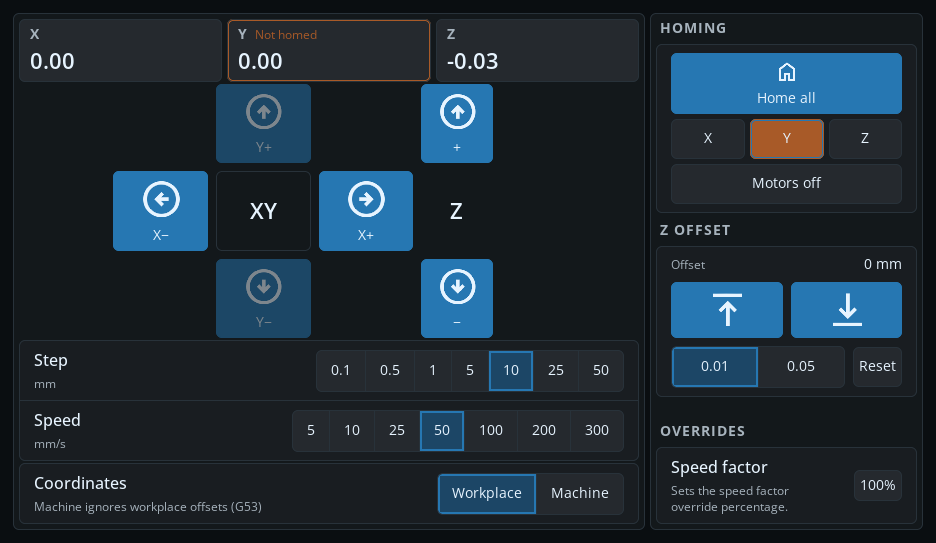 X
0.00
Y Not homed
0.00
Z
-0.03
Y+
+
X−
XY
X+
Z
Y−
−
Step
mm
0.1 0.5 1 5 10 25 50
Speed
mm/s
5 10 25 50 100 200 300
Coordinates
Machine ignores workplace offsets (G53)
Workplace Machine
HOMING
Home all
X Y Z
Motors off
Z OFFSET
Offset 0 mm
0.01 0.05 Reset
OVERRIDES
Speed factor
Sets the speed factor
override percentage.
100%